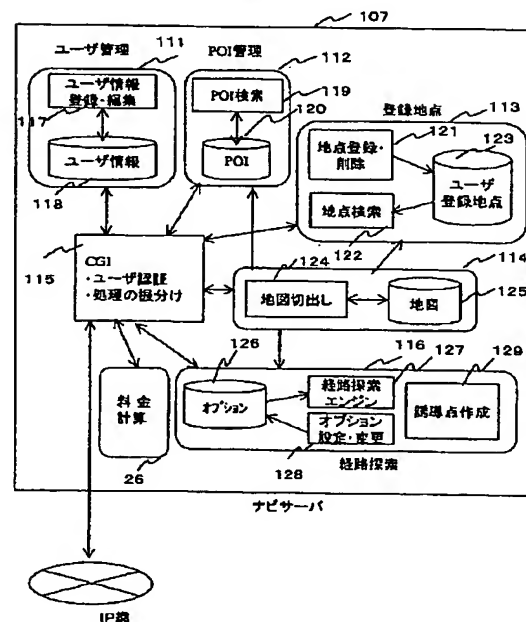 107
ユーザ管理
111
POI管理
112
ユーザ情報
登録・編集
117
ユーザ情報
118
POI検索
119
120
POI
登録地点
113
地点登録・
削除
121
123
ユーザ
登録地点
地点検索
122
CGI
・ユーザ認証
・処理の振分け
115
124
地図切出し
114
地図
125
料金
計算
26
126
オプション
経路探索
エンジン
116
127
オプション
設定・変更
128
経路探索
129
誘導点作成
ナビサーバ
IP網